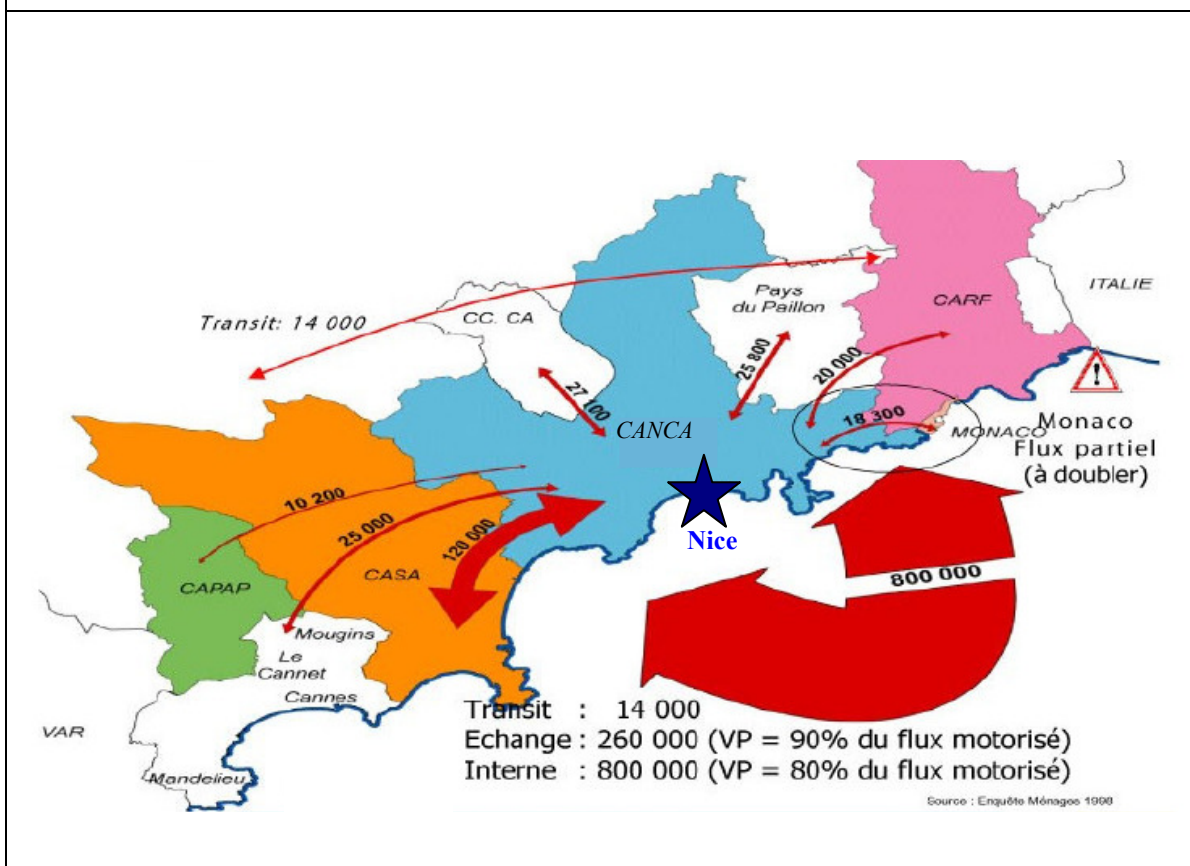 ITALIE
Pays
du Paillon
CARF
CC. CA
Transit: 14 000
25 800
20 000
27 100
18 300
CANCA
MONACO
Monaco
Flux partiel
(à doubler)
10 200
25 000
120 000
Nice
CAPAP
CASA
800 000
Mougins
Le
Cannet
Cannes
VAR
Mandelieu
Transit : 14 000
Echange : 260 000 (VP = 90% du flux motorisé)
Interne : 800 000 (VP = 80% du flux motorisé)
Source : Enquête Ménages 1998